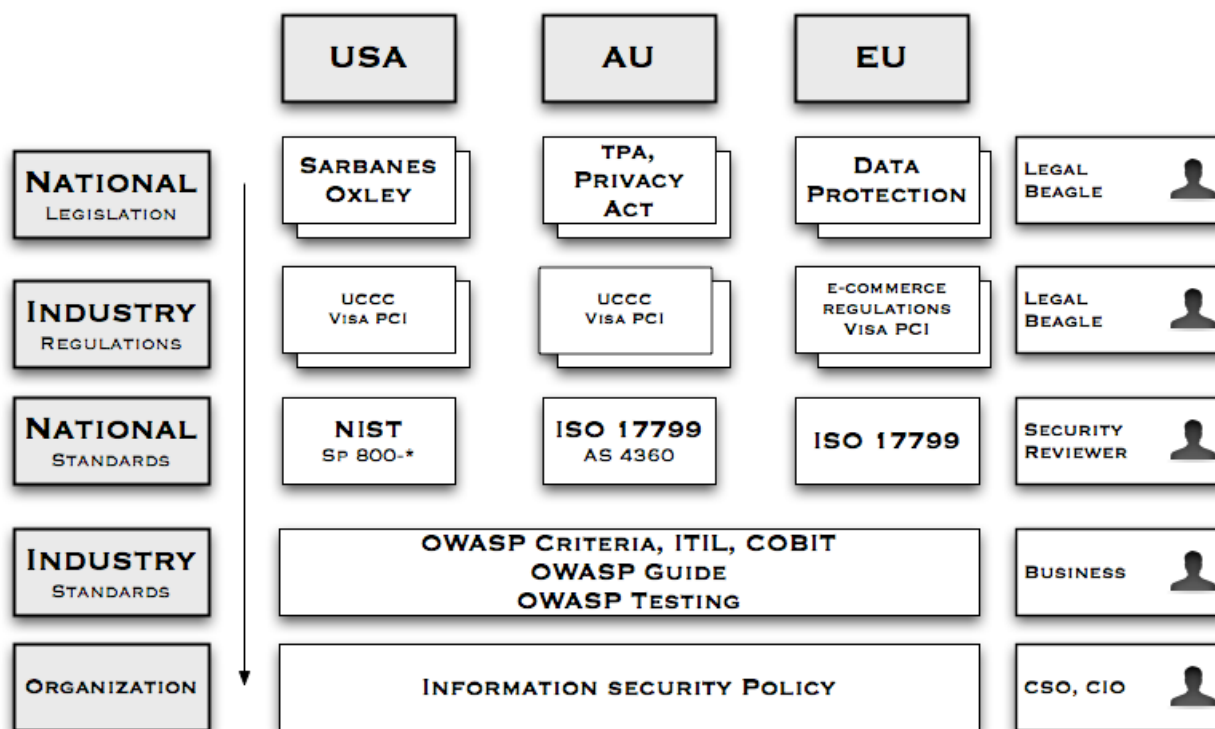 USA
AU
EU
NATIONAL
LEGISLATION
SARBANES
OXLEY
TPA,
PRIVACY
ACT
DATA
PROTECTION
LEGAL
BEAGLE
INDUSTRY
REGULATIONS
UCCC
VISA PCI
UCCC
VISA PCI
E-COMMERCE
REGULATIONS
VISA PCI
LEGAL
BEAGLE
NATIONAL
STANDARDS
NIST
SP 800-*
ISO 17799
AS 4360
ISO 17799
SECURITY
REVIEWER
INDUSTRY
STANDARDS
OWASP CRITERIA, ITIL, COBIT
OWASP GUIDE
OWASP TESTING
BUSINESS
ORGANIZATION
INFORMATION SECURITY POLICY
CSO, CIO